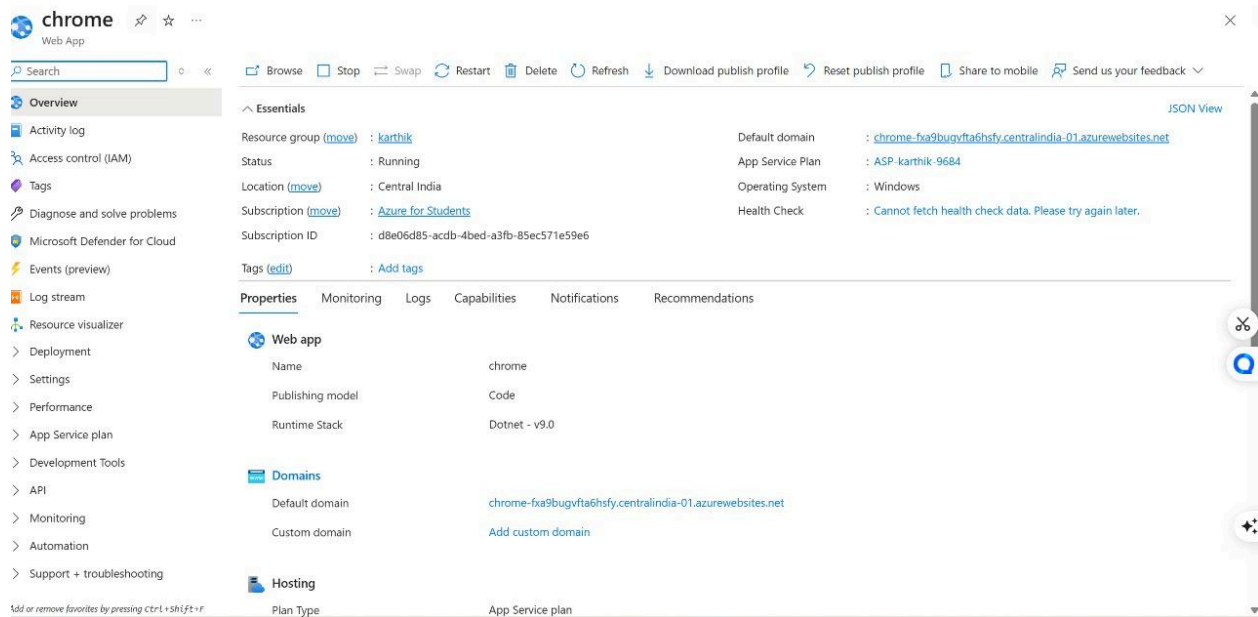 chrome
Web App
Search
Browse Stop Swap Restart Delete Refresh Download publish profile Reset publish profile Share to mobile Send us your feedback
Overview
Activity log
Access control (IAM)
Tags
Diagnose and solve problems
Microsoft Defender for Cloud
Events (preview)
Log stream
Resource visualizer
Deployment
Settings
Performance
App Service plan
Development Tools
API
Monitoring
Automation
Support + troubleshooting
Add or remove favorites by pressing Ctrl+Shift+F
Essentials
JSON View
Resource group (move) : karthik
Status : Running
Location (move) : Central India
Subscription (move) : Azure for Students
Subscription ID : d8e06d85-acdb-4bed-a3fb-85ec571e59e6
Tags (edit) : Add tags
Default domain : chrome-fxa9bugvfta6hsfy.centralindia-01.azurewebsites.net
App Service Plan : ASP-karthik-9684
Operating System : Windows
Health Check : Cannot fetch health check data. Please try again later.
Properties Monitoring Logs Capabilities Notifications Recommendations
Web app
Name chrome
Publishing model Code
Runtime Stack Dotnet - v9.0
Domains
Default domain chrome-fxa9bugvfta6hsfy.centralindia-01.azurewebsites.net
Custom domain Add custom domain
Hosting
Plan Type App Service plan